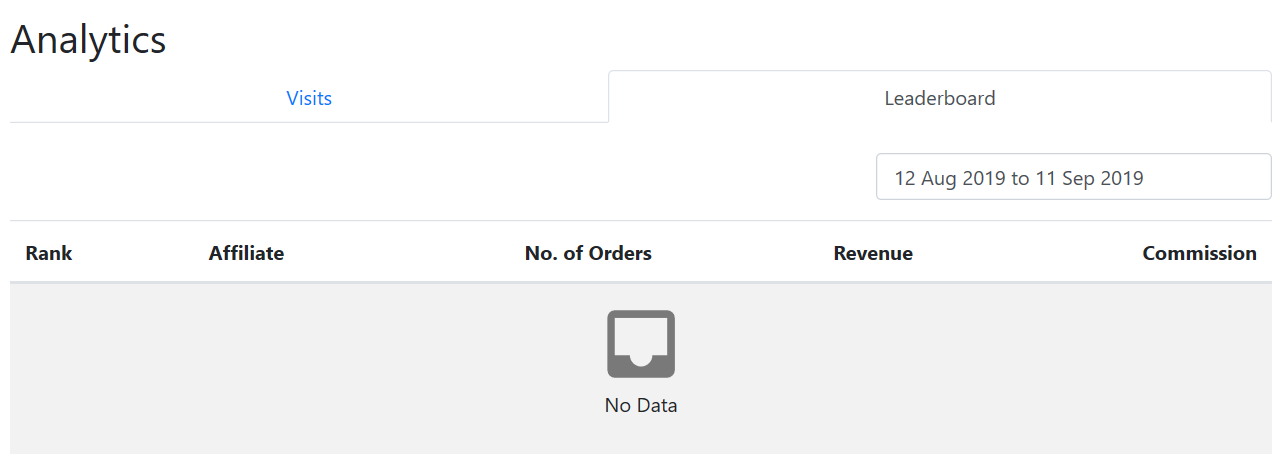 Analytics
Visits Leaderboard
12 Aug 2019 to 11 Sep 2019
Rank Affiliate No. of Orders Revenue Commission
No Data